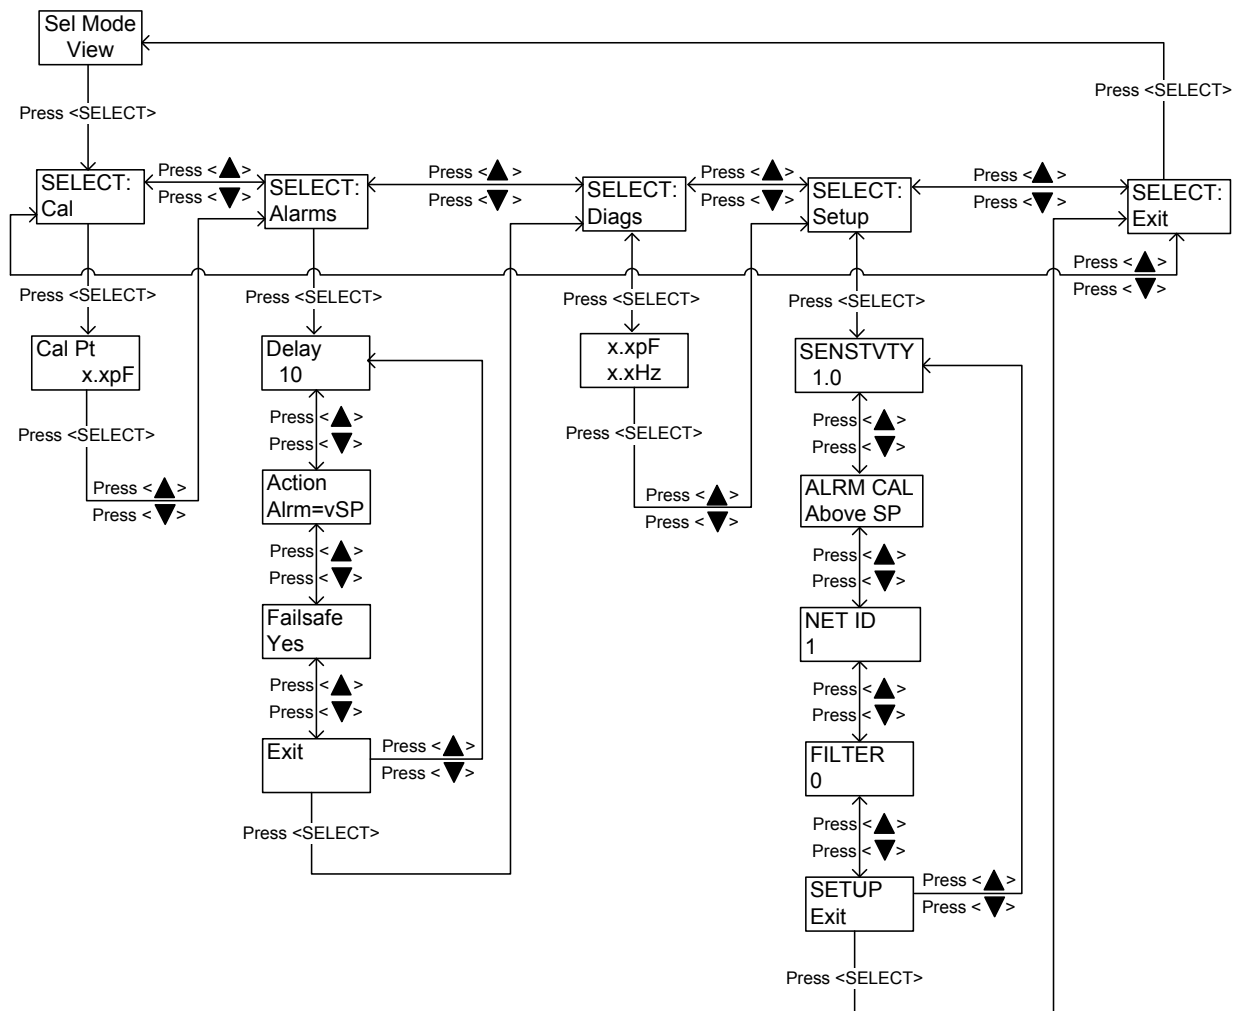 Sel Mode
View
Press <SELECT>
Press <SELECT>
SELECT:
Cal
Press <▲>
Press <▼>
SELECT:
Alarms
Press <▲>
Press <▼>
SELECT:
Diags
Press <▲>
Press <▼>
SELECT:
Setup
Press <▲>
Press <▼>
SELECT:
Exit
Press <▲>
Press <▼>
Press <SELECT>
Press <SELECT>
Press <SELECT>
Press <SELECT>
Cal Pt
x.xpF
Press <SELECT>
Press <▲>
Press <▼>
Delay
10
Press <▲>
Press <▼>
Action
Alrm=vSP
Press <▲>
Press <▼>
Failsafe
Yes
Press <▲>
Press <▼>
Exit
Press <▲>
Press <▼>
Press <SELECT>
x.xpF
x.xHz
Press <SELECT>
Press <▲>
Press <▼>
SENSTVTY
1.0
Press <▲>
Press <▼>
ALRM CAL
Above SP
Press <▲>
Press <▼>
NET ID
1
Press <▲>
Press <▼>
FILTER
0
Press <▲>
Press <▼>
SETUP
Exit
Press <▲>
Press <▼>
Press <SELECT>